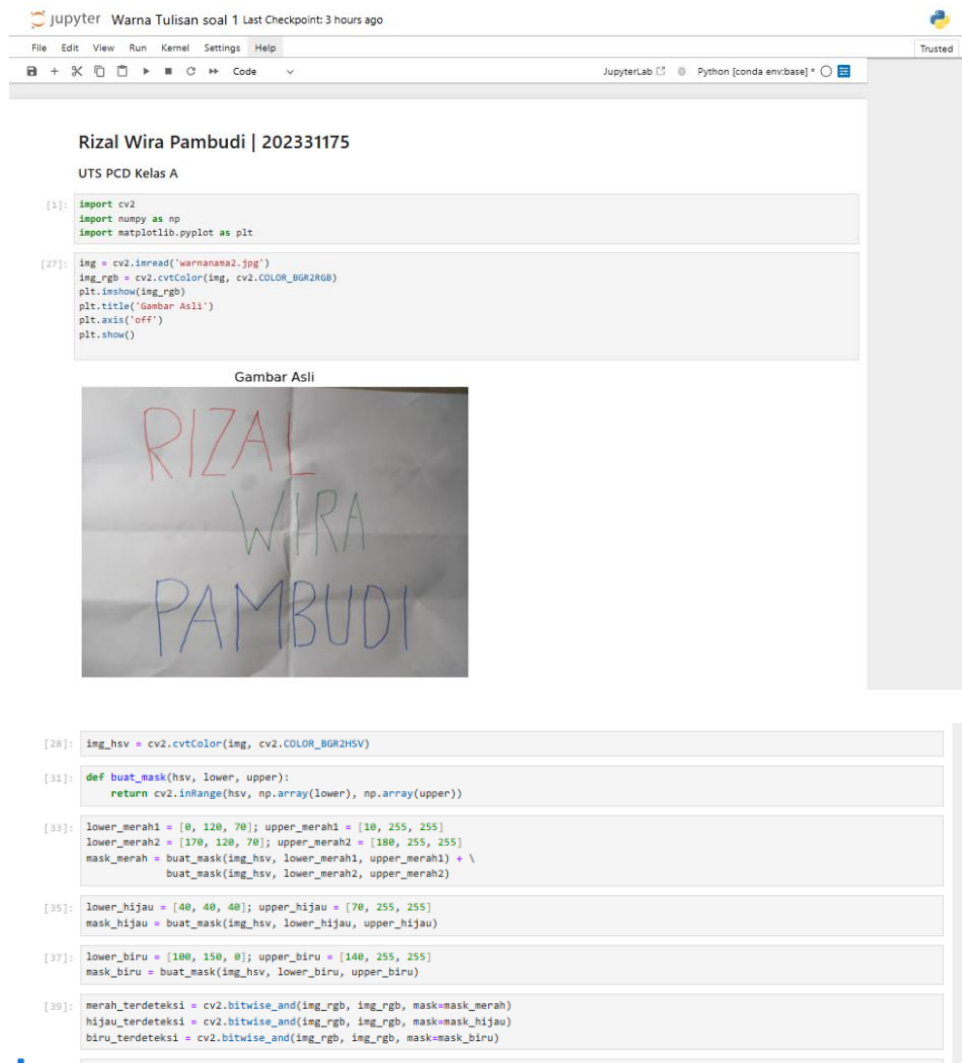 jupyter Warna Tulisan soal 1 Last Checkpoint: 3 hours ago
File Edit View Run Kernel Settings Help
Trusted
Code
JupyterLab
Python [conda env:base] *
Rizal Wira Pambudi | 202331175
UTS PCD Kelas A
[1]: import cv2
import numpy as np
import matplotlib.pyplot as plt
[27]: img = cv2.imread('warnanama2.jpg')
img_rgb = cv2.cvtColor(img, cv2.COLOR_BGR2RGB)
plt.imshow(img_rgb)
plt.title('Gambar Asli')
plt.axis('off')
plt.show()
Gambar Asli
RIZAL
WIRA
PAMBUDI
[28]: img_hsv = cv2.cvtColor(img, cv2.COLOR_BGR2HSV)
[31]: def buat_mask(hsv, lower, upper):
return cv2.inRange(hsv, np.array(lower), np.array(upper))
[33]: lower_merah1 = [0, 120, 70]; upper_merah1 = [10, 255, 255]
lower_merah2 = [170, 120, 70]; upper_merah2 = [180, 255, 255]
mask_merah = buat_mask(img_hsv, lower_merah1, upper_merah1) + \
buat_mask(img_hsv, lower_merah2, upper_merah2)
[35]: lower_hijau = [40, 40, 40]; upper_hijau = [70, 255, 255]
mask_hijau = buat_mask(img_hsv, lower_hijau, upper_hijau)
[37]: lower_biru = [100, 150, 0]; upper_biru = [140, 255, 255]
mask_biru = buat_mask(img_hsv, lower_biru, upper_biru)
[39]: merah_terdeteksi = cv2.bitwise_and(img_rgb, img_rgb, mask=mask_merah)
hijau_terdeteksi = cv2.bitwise_and(img_rgb, img_rgb, mask=mask_hijau)
biru_terdeteksi = cv2.bitwise_and(img_rgb, img_rgb, mask=mask_biru)